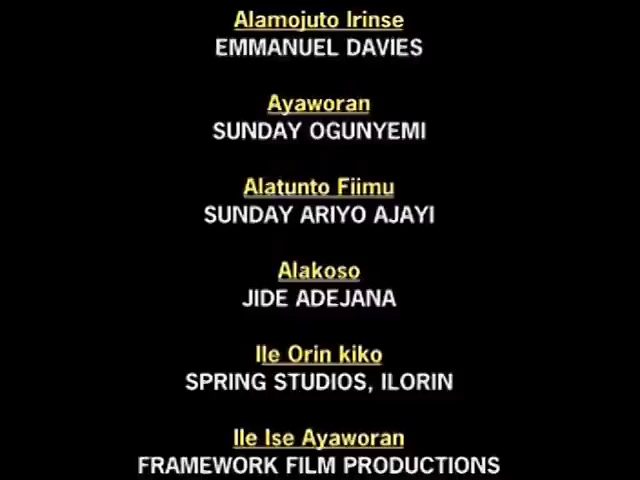 Alamojuto Irinse
EMMANUEL DAVIES
Ayaworan
SUNDAY OGUNYEMI
Alatunto Fiimu
SUNDAY ARIYO AJAYI
Alakoso
JIDE ADEJANA
Ile Orin kiko
SPRING STUDIOS, ILORIN
Ile Ise Ayaworan
FRAMEWORK FILM PRODUCTIONS